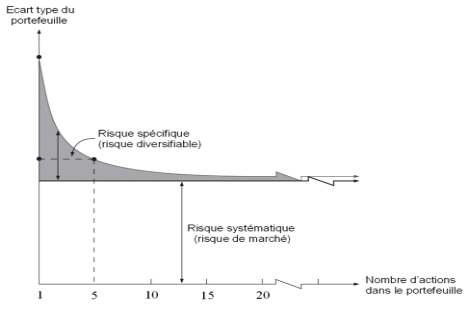 Ecart type du
portefeuille
Risque spécifique
(risque diversifiable)
Risque systématique
(risque de marché)
Nombre d'actions
dans le portefeuille
1 5 10 15 20